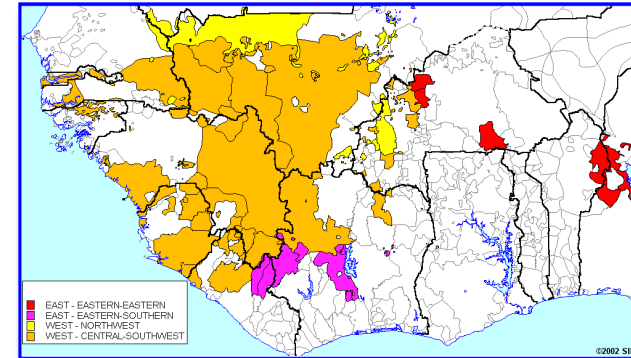 EAST - EASTERN-EASTERN
EAST - EASTERN-SOUTHERN
WEST - NORTHWEST
WEST - CENTRAL-SOUTHWEST
©2002 SI